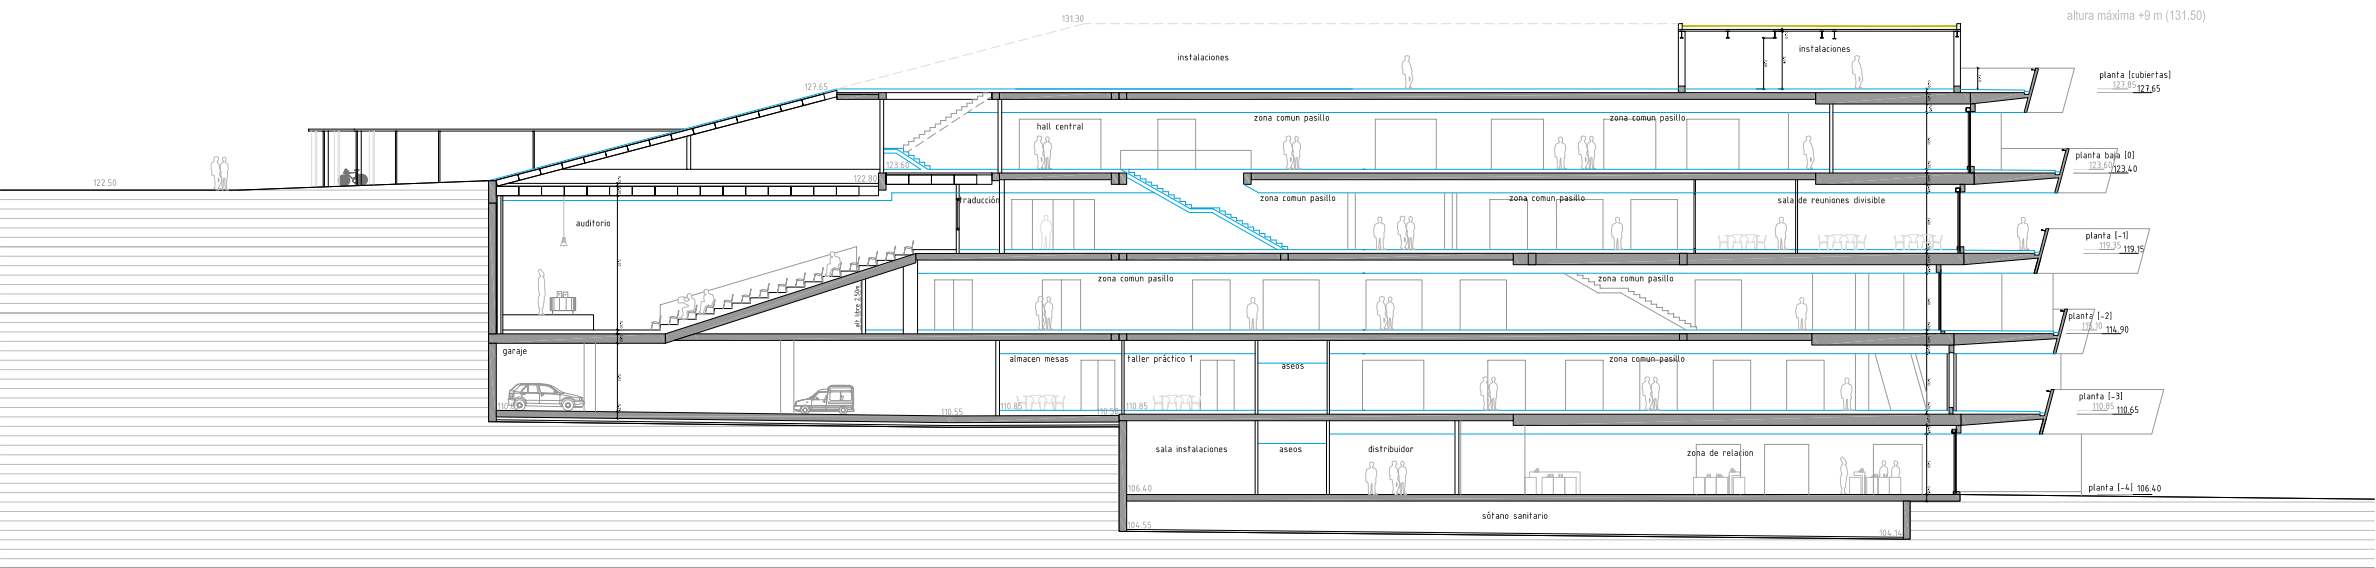 131.30
altura máxima +9 m (131.50)
instalaciones
instalaciones
planta [cubiertas]
127.65
127.85
127.65
hall central
zona comun pasillo
zona comun pasillo
122.50
123.60
122.80
planta baja [0]
123.60
123.40
auditorio
traducción
zona comun pasillo
zona comun pasillo
sala de reuniones divisible
planta [-1]
119.35
119.15
zona comun pasillo
zona comun pasillo
alt libre 2.50m
planta [-2]
115.10
114.90
garaje
almacen mesas
taller práctico 1
aseos
zona comun pasillo
110.55
110.85
110.85
planta [-3]
110.85
110.65
sala instalaciones
aseos
distribuidor
zona de relacion
106.40
planta [-4] 106.40
sótano sanitario
104.55
104.14